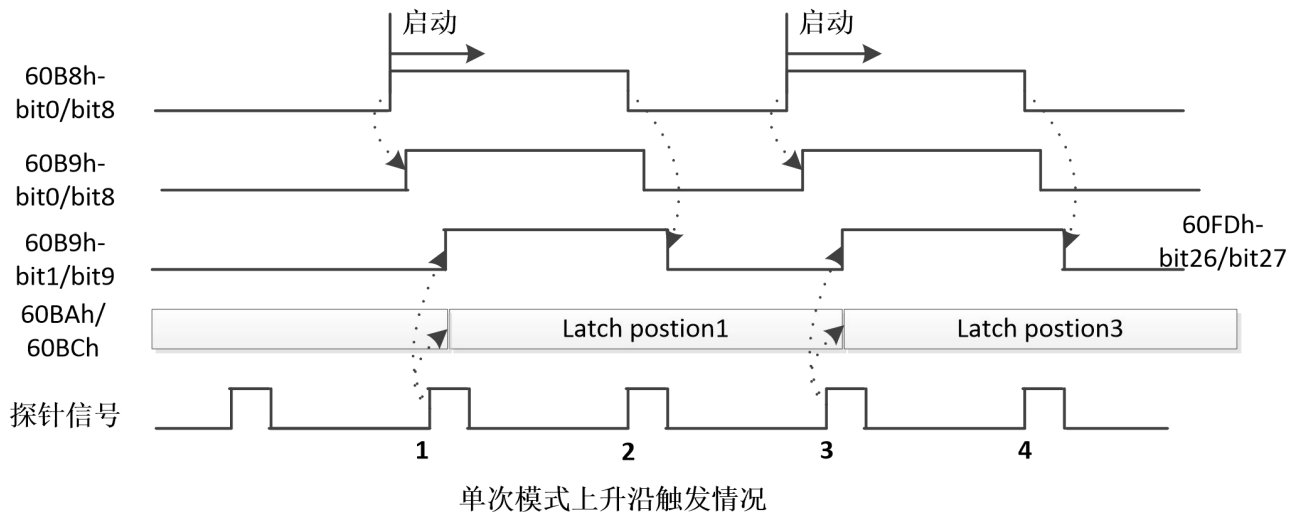 启动
启动
60B8h-
bit0/bit8
60B9h-
bit0/bit8
60B9h-
bit1/bit9
60FDh-
bit26/bit27
60BAh/
60BCh
Latch postion1
Latch postion3
探针信号
1
2
3
4
单次模式上升沿触发情况